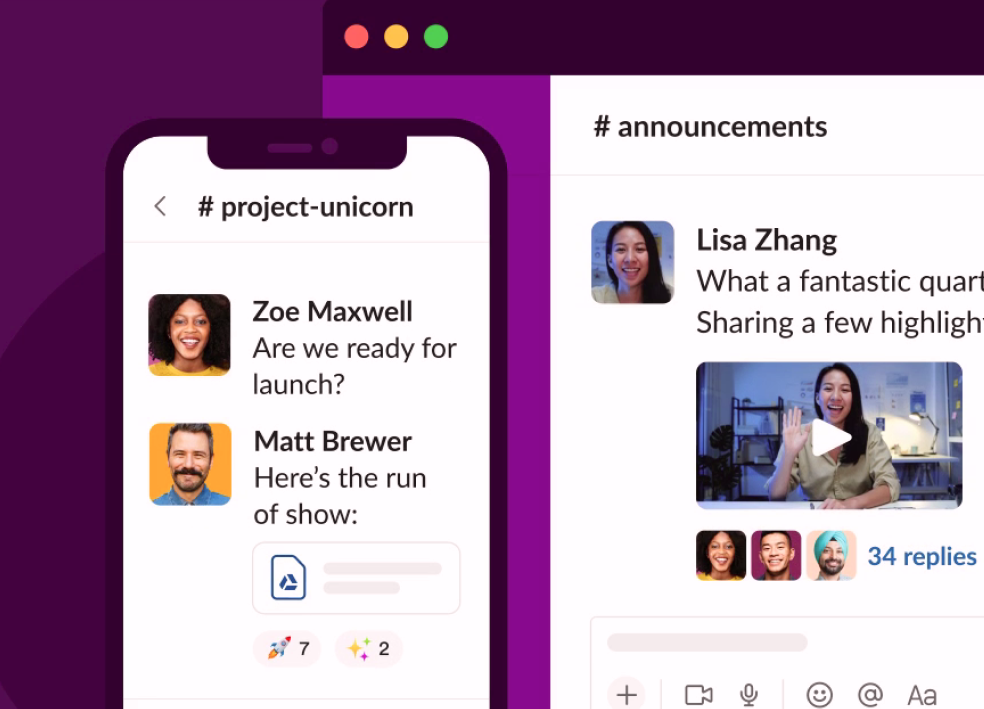 # project-unicorn
Zoe Maxwell
Are we ready for
launch?
Matt Brewer
Here’s the run
of show:
7
2
# announcements
Lisa Zhang
What a fantastic quart
Sharing a few highligh
34 replies
@
Aa